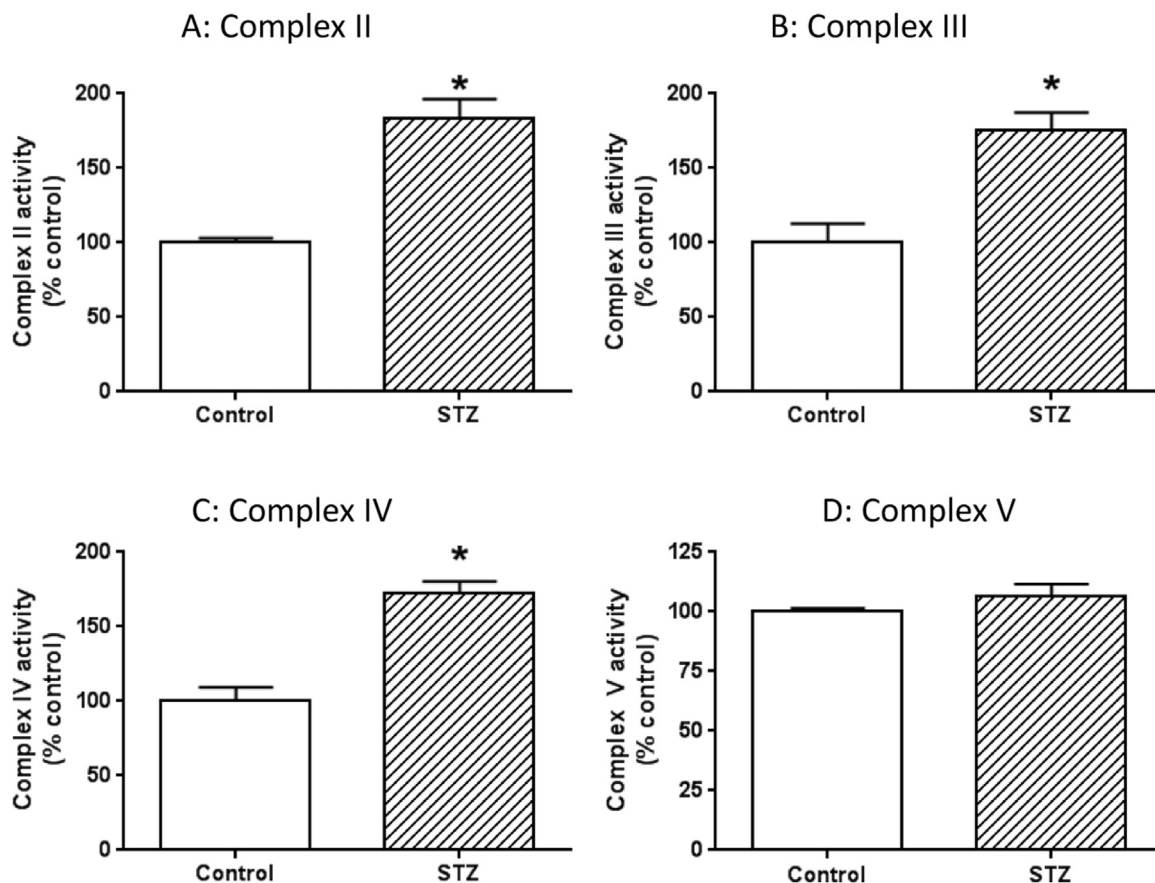 A: Complex II
Complex II activity
(% control)
200
150
100
50
0
*
Control
STZ
B: Complex III
Complex III activity
(% control)
200
150
100
50
0
*
Control
STZ
C: Complex IV
Complex IV activity
(% control)
200
150
100
50
0
*
Control
STZ
D: Complex V
Complex V activity
(% control)
125
100
75
50
25
0
Control
STZ